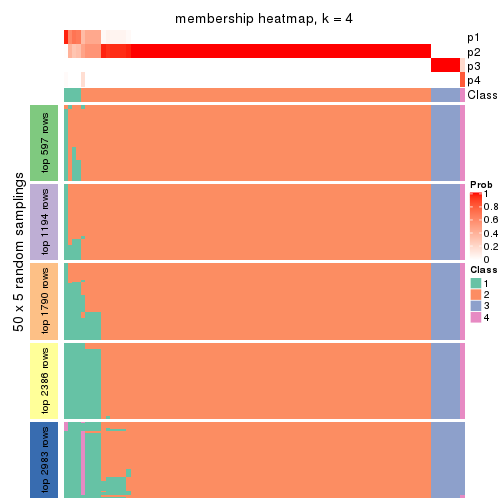 membership heatmap, k = 4
p1
p2
p3
p4
Class
50 x 5 random samplings
top 597 rows
top 1194 rows
top 1790 rows
top 2386 rows
top 2983 rows
Prob
1
0.8
0.6
0.4
0.2
0
Class
1
2
3
4